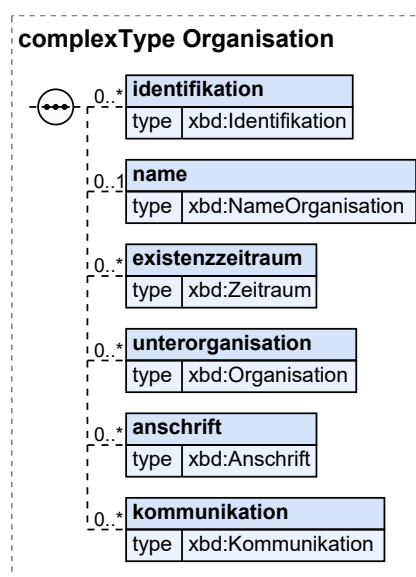 complexType Organisation
0..* identifikation
type xbd:Identifikation
0..1 name
type xbd:NameOrganisation
0..* existenzzeitraum
type xbd:Zeitraum
0..* unterorganisation
type xbd:Organisation
0..* anschrift
type xbd:Anschrift
0..* kommunikation
type xbd:Kommunikation